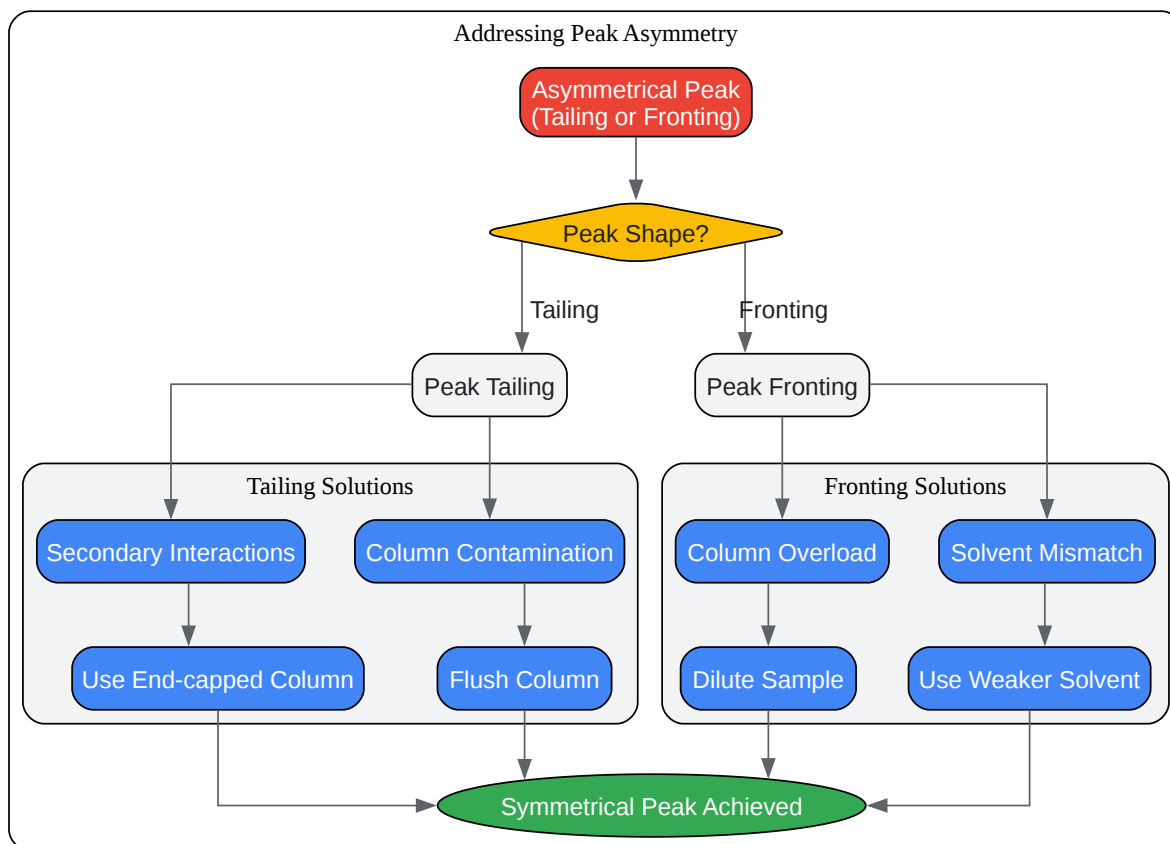 Addressing Peak Asymmetry
Asymmetrical Peak
(Tailing or Fronting)
Peak Shape?
Tailing
Fronting
Peak Tailing
Peak Fronting
Tailing Solutions
Fronting Solutions
Secondary Interactions
Column Contamination
Column Overload
Solvent Mismatch
Use End-capped Column
Flush Column
Dilute Sample
Use Weaker Solvent
Symmetrical Peak Achieved